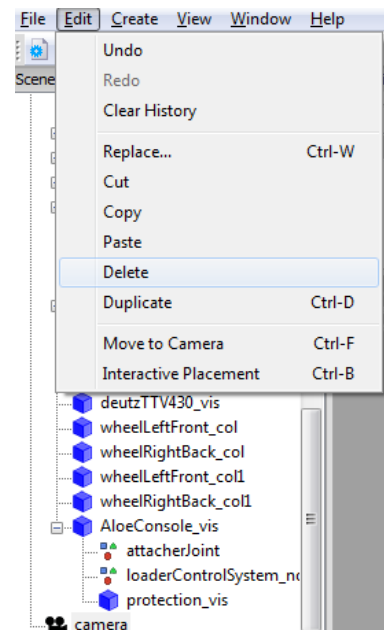 File Edit Create View Window Help
Scene
Undo
Redo
Clear History
Replace... Ctrl-W
Cut
Copy
Paste
Delete
Duplicate Ctrl-D
Move to Camera Ctrl-F
Interactive Placement Ctrl-B
deutzTTV430_vis
wheelLeftFront_col
wheelRightBack_col
wheelLeftFront_col1
wheelRightBack_col1
AloeConsole_vis
attacherJoint
loaderControlSystem_no
protection_vis
camera